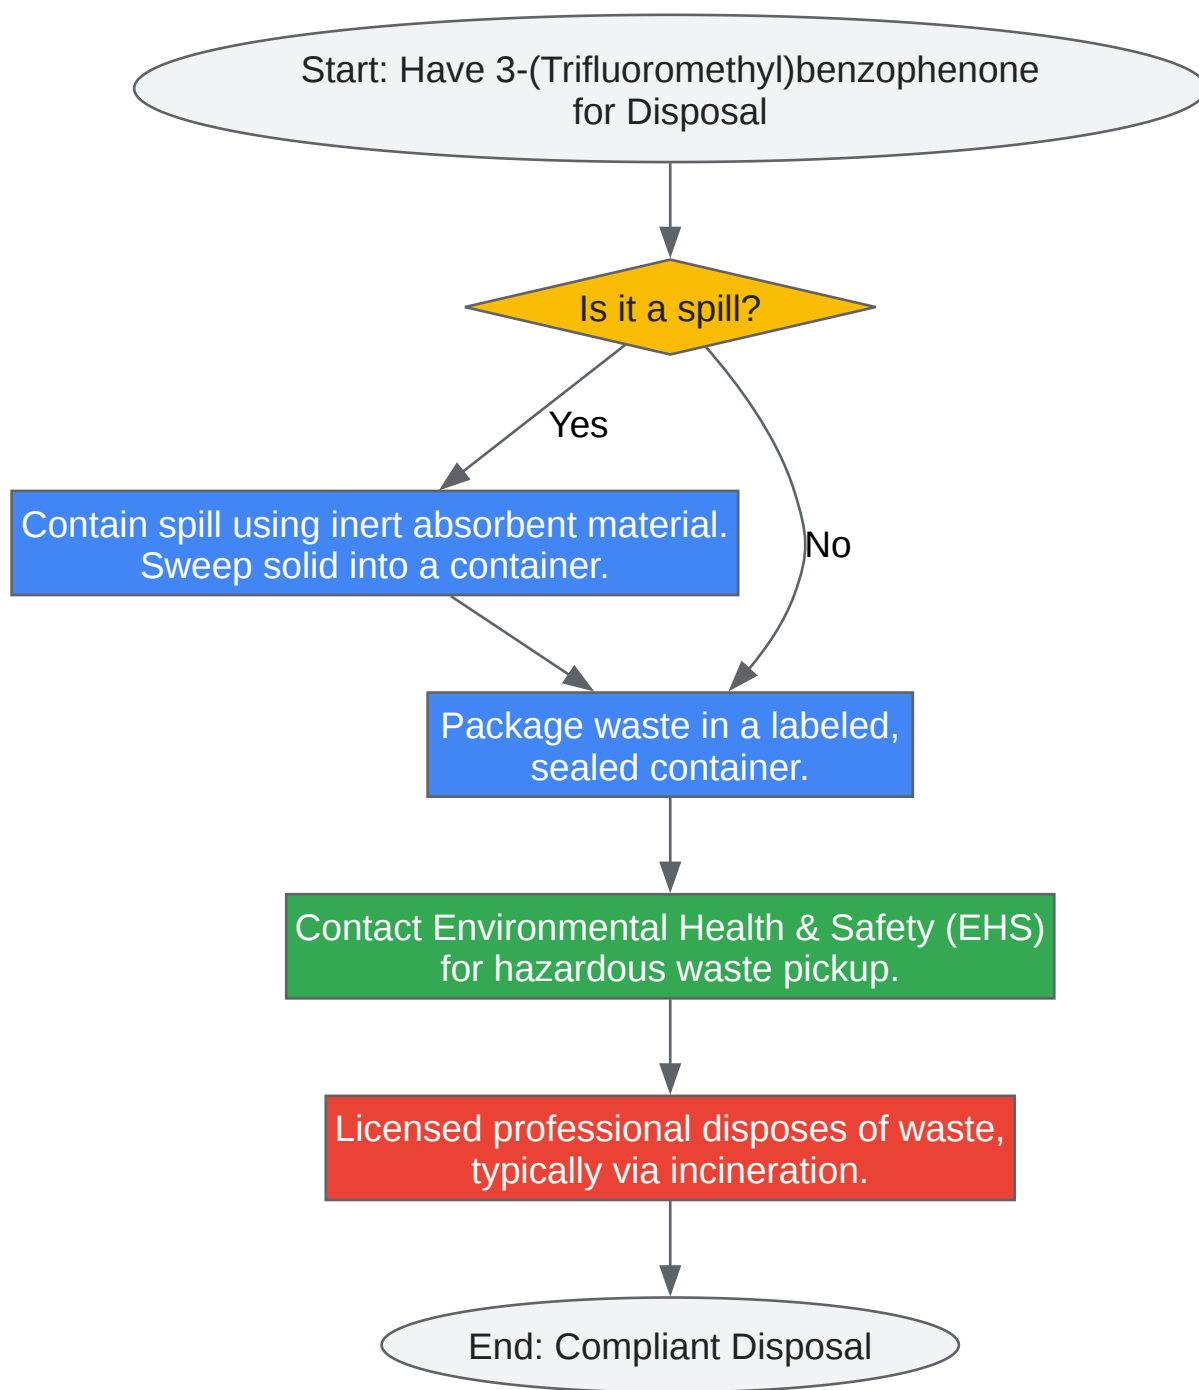 Start: Have 3-(Trifluoromethyl)benzophenone
for Disposal
Is it a spill?
Yes
Contain spill using inert absorbent material.
Sweep solid into a container.
No
Package waste in a labeled,
sealed container.
Contact Environmental Health & Safety (EHS)
for hazardous waste pickup.
Licensed professional disposes of waste,
typically via incineration.
End: Compliant Disposal